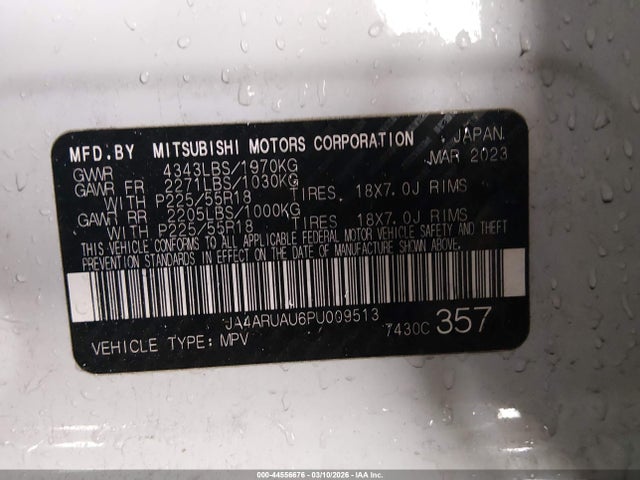 MFD.BY MITSUBISHI MOTORS CORPORATION JAPAN
GVWR 4343LBS/1970KG MAR 2023
GAWR FR 2271LBS/1030KG
WITH P225/55R18 TIRES 18X7.0J RIMS
GAWR RR 2205LBS/1000KG
WITH P225/55R18 TIRES 18X7.0J RIMS
THIS VEHICLE CONFORMS TO ALL APPLICABLE FEDERAL MOTOR VEHICLE SAFETY AND THEFT
PREVENTION STANDARDS IN EFFECT ON THE DATE OF MANUFACTURE SHOWN ABOVE.
JA4ARUAU6PU009513 7430C 357
VEHICLE TYPE: MPV
000-44556676 — 03/10/2026 — IAA Inc.